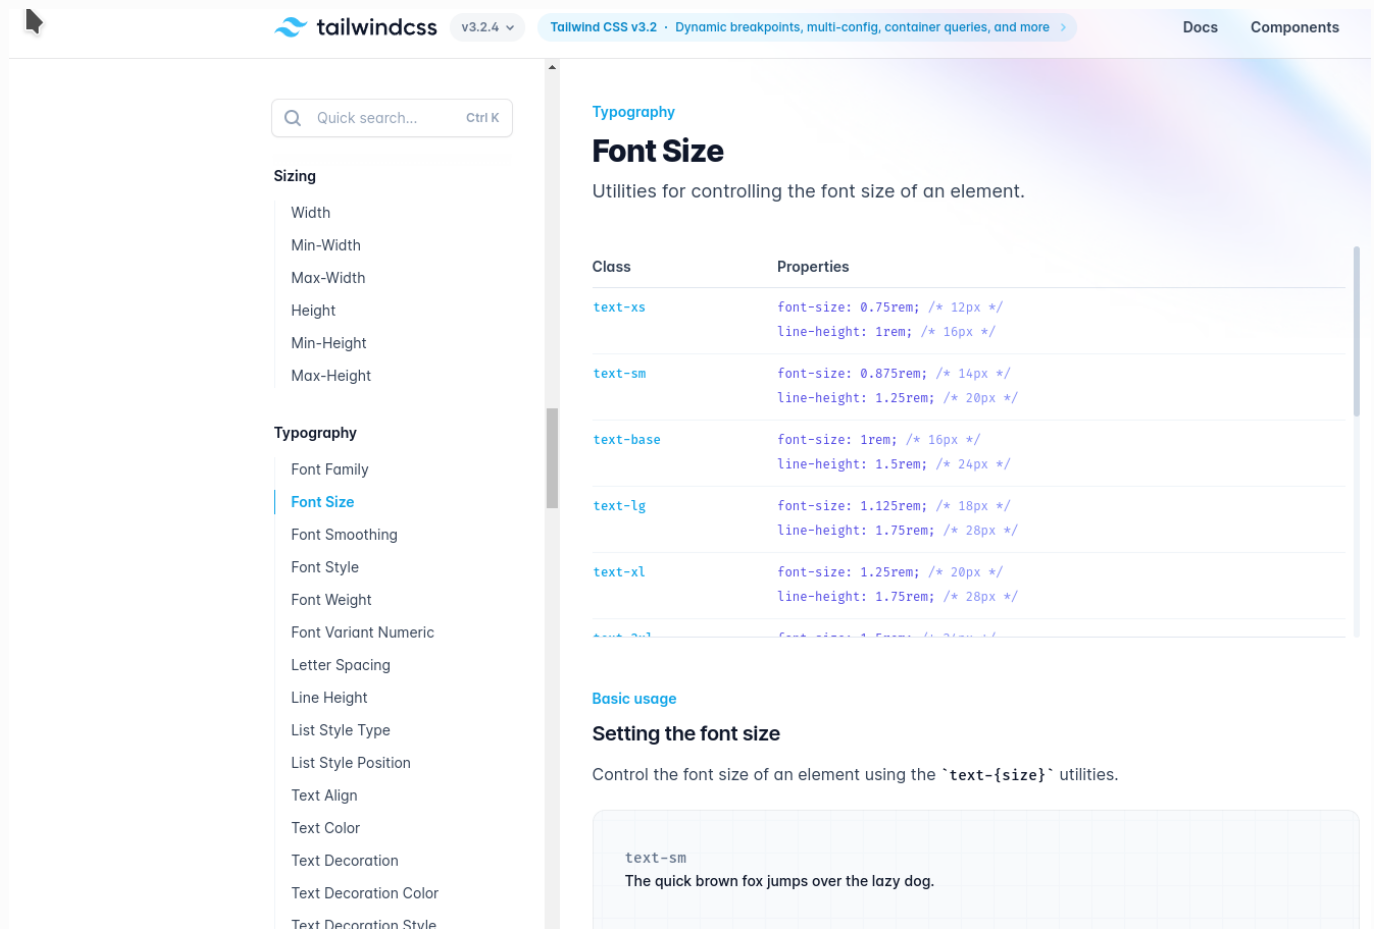 tailwindcss v3.2.4 Tailwind CSS v3.2 · Dynamic breakpoints, multi-config, container queries, and more Docs Components
Quick search... Ctrl K
Sizing
Width
Min-Width
Max-Width
Height
Min-Height
Max-Height
Typography
Font Family
Font Size
Font Smoothing
Font Style
Font Weight
Font Variant Numeric
Letter Spacing
Line Height
List Style Type
List Style Position
Text Align
Text Color
Text Decoration
Text Decoration Color
Text Decoration Style
Typography
Font Size
Utilities for controlling the font size of an element.
Class Properties
text-xs font-size: 0.75rem; /* 12px */
line-height: 1rem; /* 16px */
text-sm font-size: 0.875rem; /* 14px */
line-height: 1.25rem; /* 20px */
text-base font-size: 1rem; /* 16px */
line-height: 1.5rem; /* 24px */
text-lg font-size: 1.125rem; /* 18px */
line-height: 1.75rem; /* 28px */
text-xl font-size: 1.25rem; /* 20px */
line-height: 1.75rem; /* 28px */
text-2xl font-size: 1.5rem; /* 24px */
Basic usage
Setting the font size
Control the font size of an element using the `text-{size}` utilities.
text-sm
The quick brown fox jumps over the lazy dog.